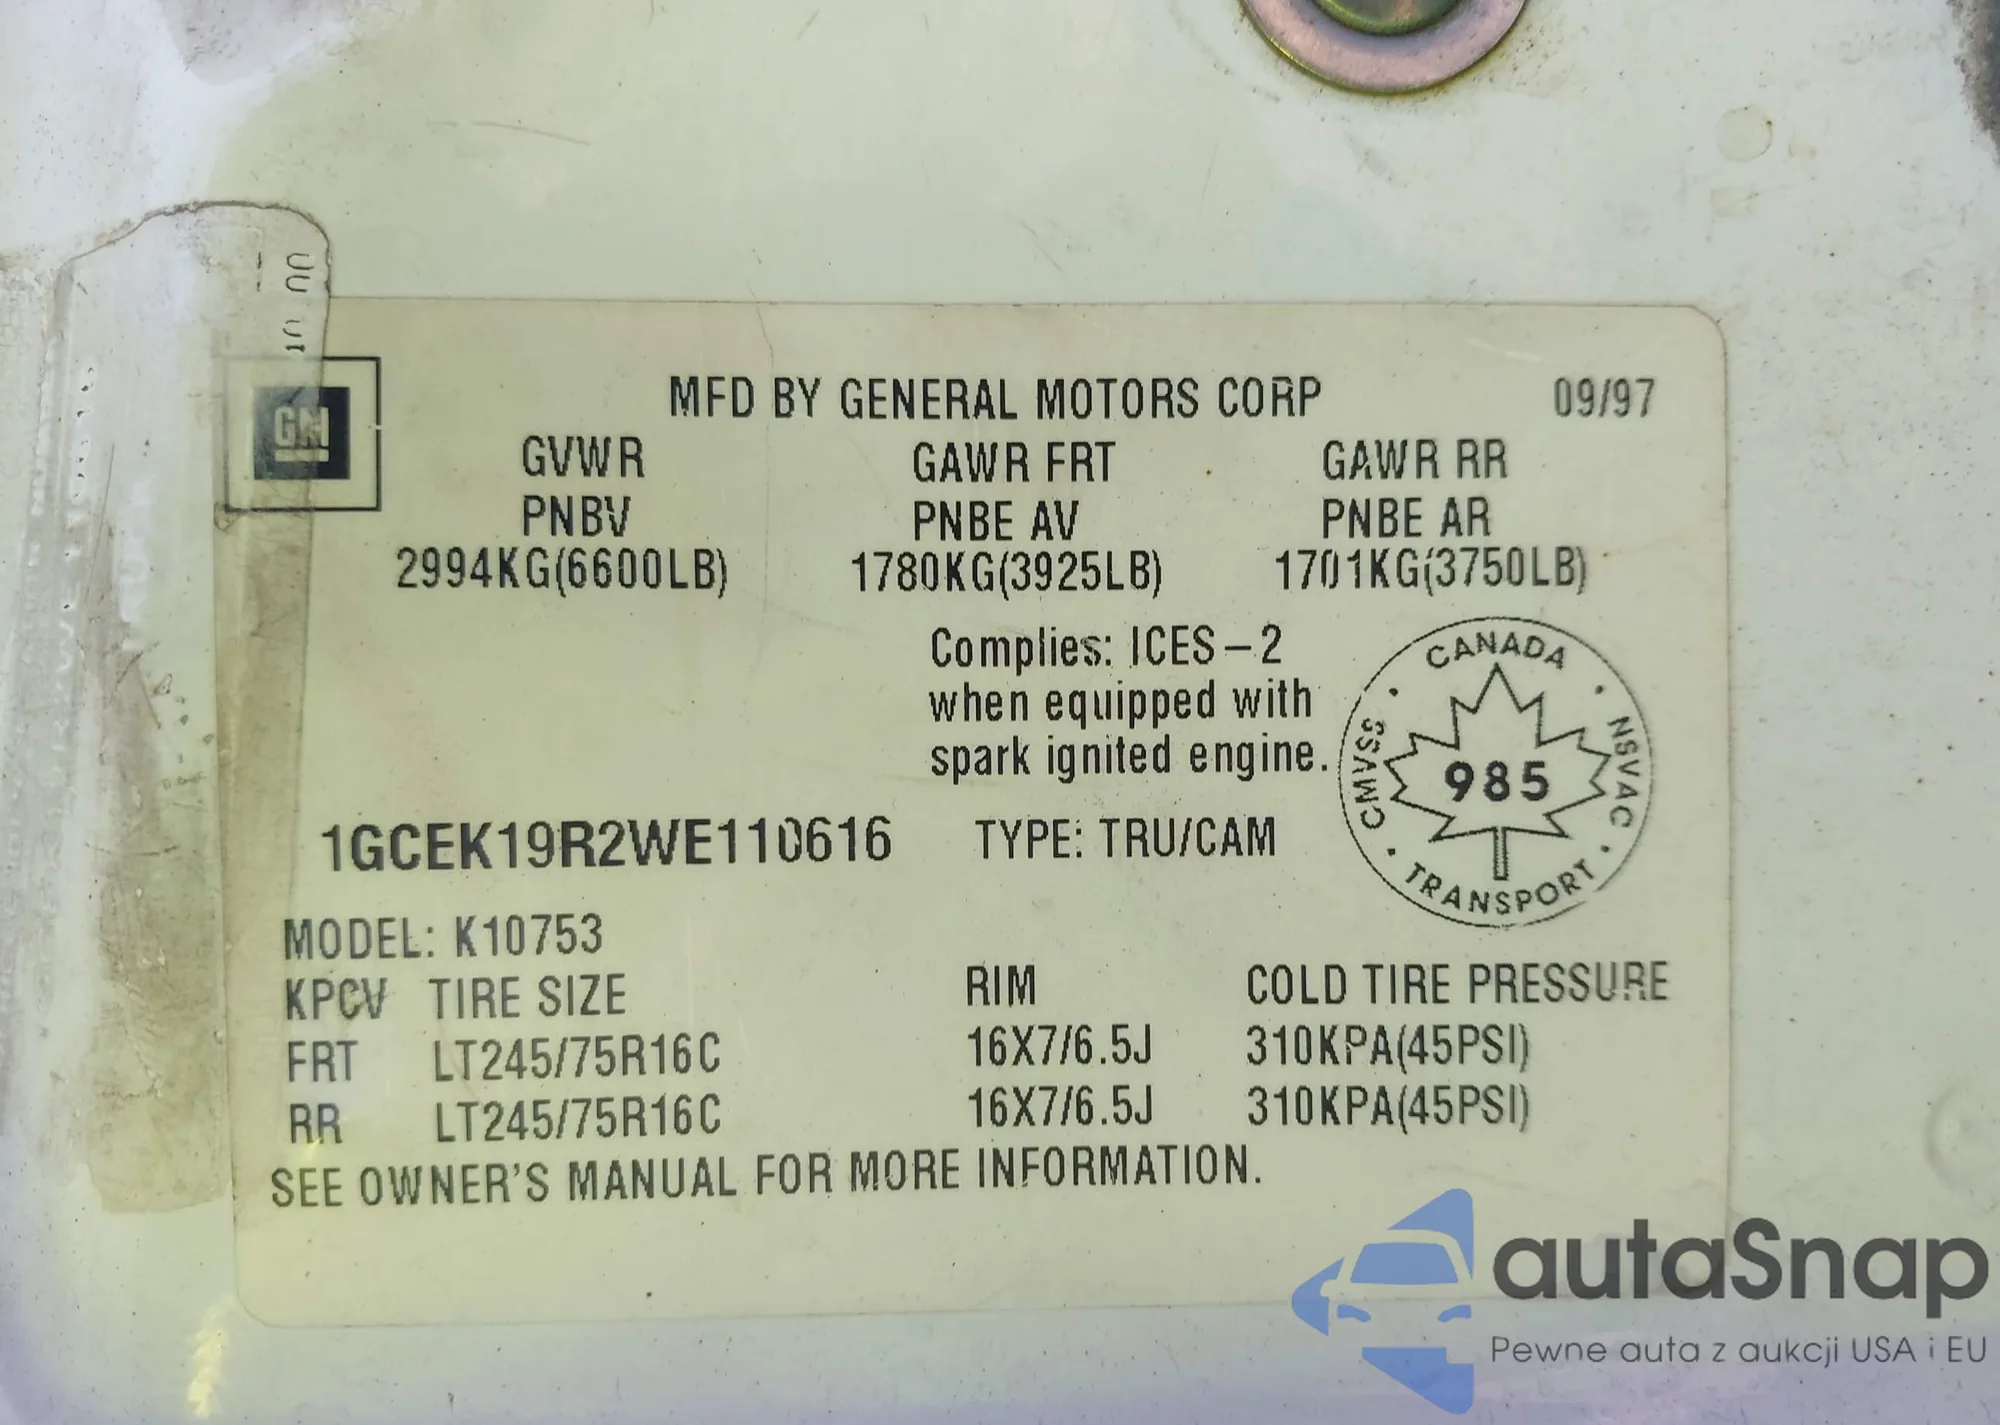 GM
MFD BY GENERAL MOTORS CORP 09/97
GVWR GAWR FRT GAWR RR
PNBV PNBE AV PNBE AR
2994KG(6600LB) 1780KG(3925LB) 1701KG(3750LB)
Complies: ICES-2
when equipped with
spark ignited engine.
CANADA
NSVAC
TRANSPORT
CMVSS
985
1GCEK19R2WE110616 TYPE: TRU/CAM
MODEL: K10753
KPCV TIRE SIZE RIM COLD TIRE PRESSURE
FRT LT245/75R16C 16X7/6.5J 310KPA(45PSI)
RR LT245/75R16C 16X7/6.5J 310KPA(45PSI)
SEE OWNER'S MANUAL FOR MORE INFORMATION.
autaSnap
Pewne auta z aukcji USA i EU